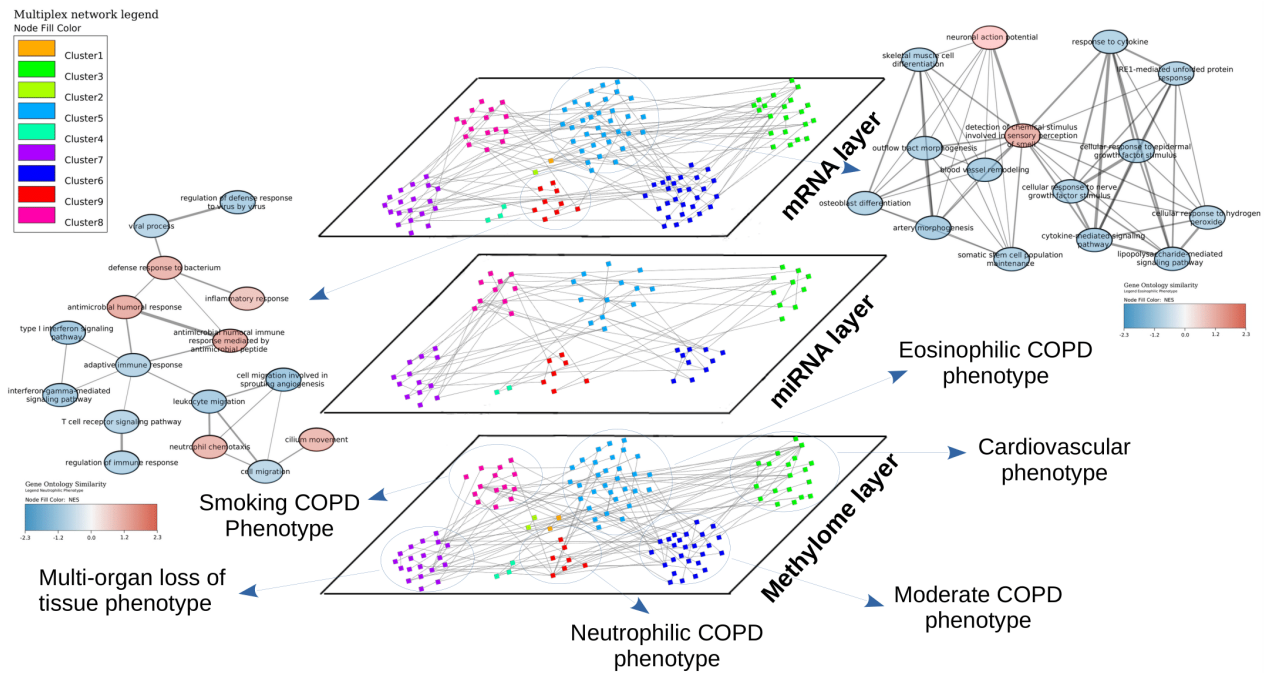 Multiplex network legend
Node Fill Color
Cluster1
Cluster3
Cluster2
Cluster5
Cluster4
Cluster7
Cluster6
Cluster9
Cluster8
mRNA layer
miRNA layer
Methylome layer
neuronal action potential
skeletal muscle cell
differentiation
response to cytokine
IRE1-mediated unfolded protein
response
detection of chemical stimulus
involved in sensory perception
of smell
outflow tract morphogenesis
cellular response to epidermal
growth factor stimulus
blood vessel remodeling
cellular response to nerve
growth factor stimulus
osteoblast differentiation
cellular response to hydrogen
peroxide
artery morphogenesis
cytokine-mediated signaling
pathway
somatic stem cell population
maintenance
lipopolysaccharide-mediated
signaling pathway
Gene Ontology similarity
Legend Eosinophilic Phenotype
Node Fill Color: NES
-2.3
-1.2
0.0
1.2
2.3
regulation of defense response
to virus by virus
viral process
defense response to bacterium
inflammatory response
antimicrobial humoral response
type I interferon signaling
pathway
antimicrobial humoral immune
response mediated by
antimicrobial peptide
adaptive immune response
cell migration involved in
sprouting angiogenesis
interferon-gamma-mediated
signaling pathway
leukocyte migration
T cell receptor signaling pathway
neutrophil chemotaxis
cilium movement
regulation of immune response
cell migration
Gene Ontology Similarity
Legend Neutrophilic Phenotype
Node Fill Color: NES
-2.3
-1.2
0.0
1.2
2.3
Eosinophilic COPD
phenotype
Cardiovascular
phenotype
Smoking COPD
Phenotype
Multi-organ loss of
tissue phenotype
Moderate COPD
phenotype
Neutrophilic COPD
phenotype